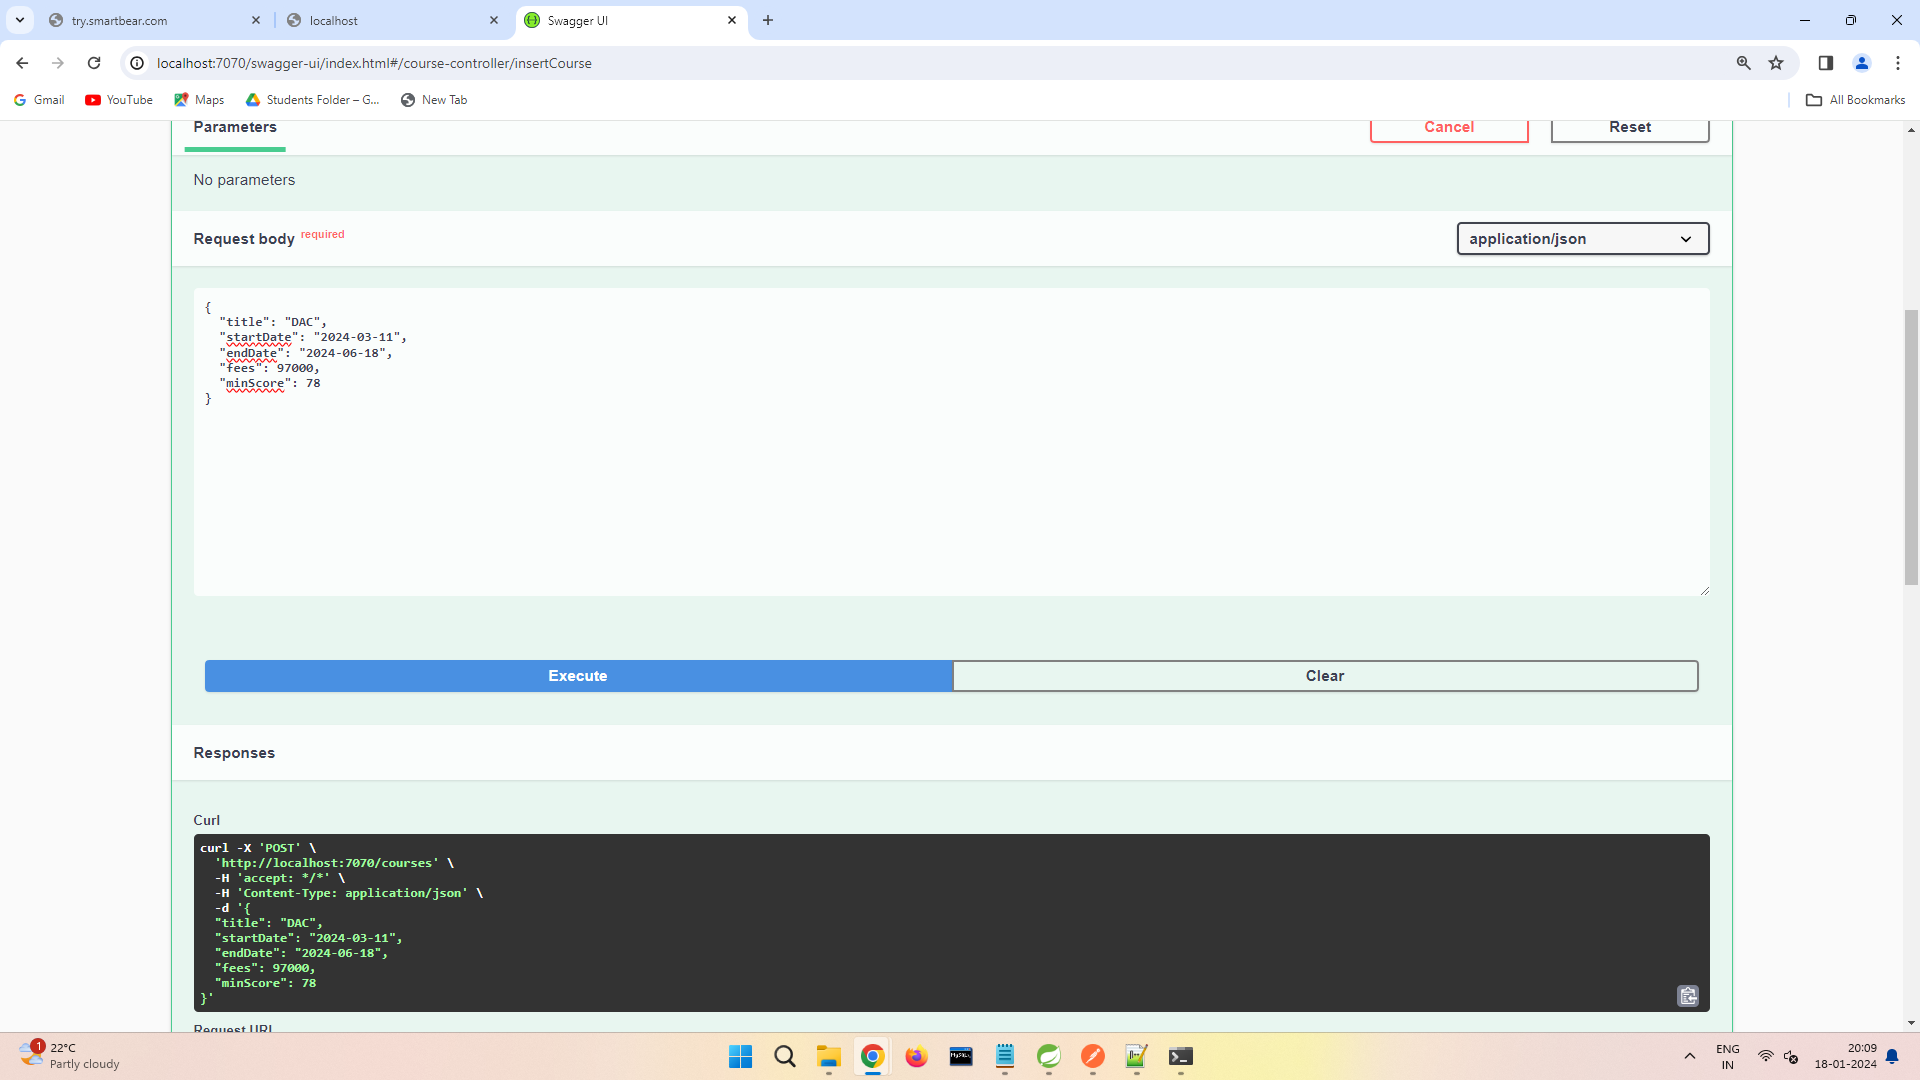 try.smartbear.com
localhost
Swagger UI
localhost:7070/swagger-ui/index.html#/course-controller/insertCourse
Gmail
YouTube
Maps
Students Folder – G...
New Tab
All Bookmarks
Parameters
Cancel
Reset
No parameters
Request body required
application/json
{
"title": "DAC",
"startDate": "2024-03-11",
"endDate": "2024-06-18",
"fees": 97000,
"minScore": 78
}
Execute
Clear
Responses
Curl
curl -X 'POST' \
'http://localhost:7070/courses' \
-H 'accept: */*' \
-H 'Content-Type: application/json' \
-d '{
"title": "DAC",
"startDate": "2024-03-11",
"endDate": "2024-06-18",
"fees": 97000,
"minScore": 78
}'
Request URL
1
22°C
Partly cloudy
MySQL
ENG
IN
20:09
18-01-2024